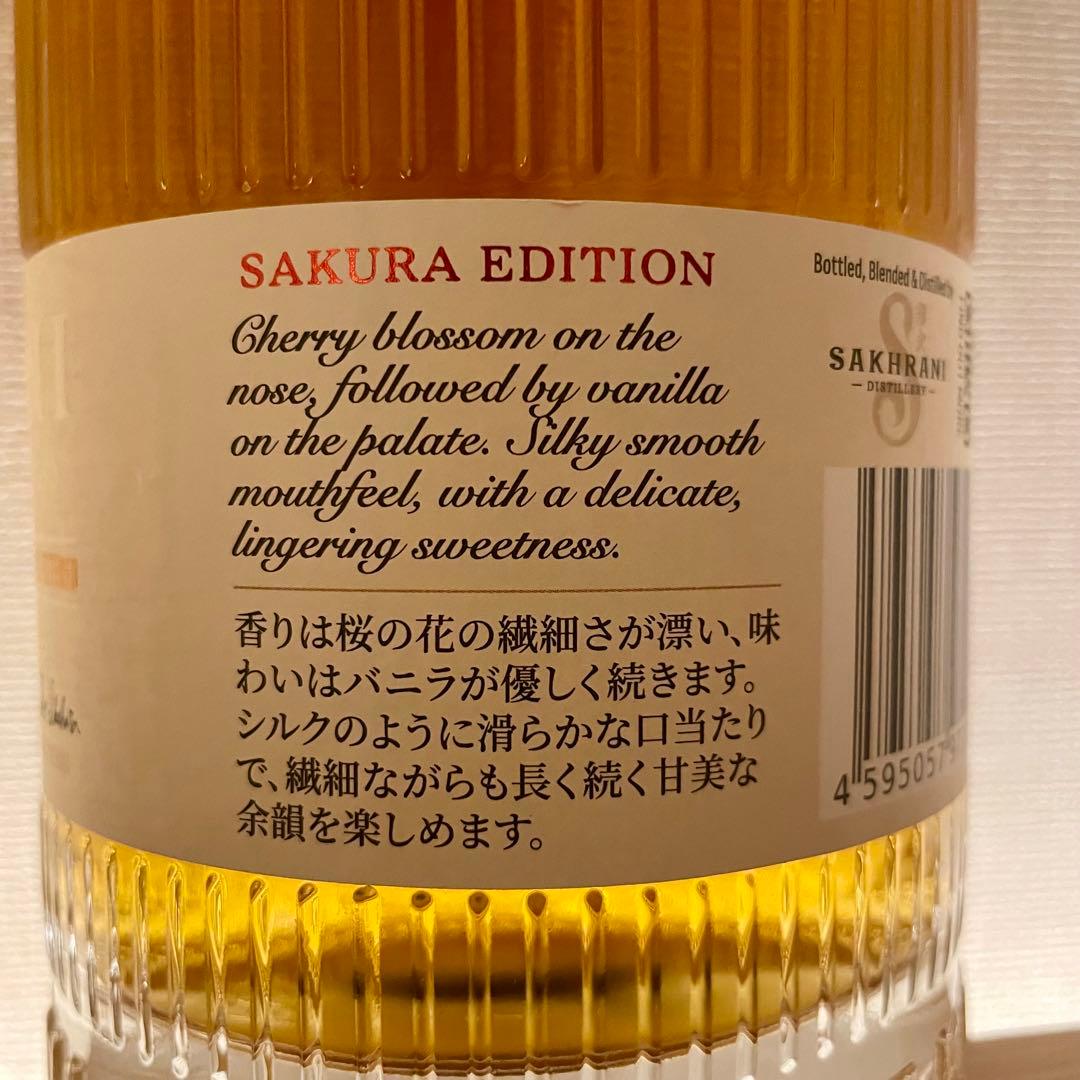 SAKURA EDITION
Cherry blossom on the
nose, followed by vanilla
on the palate. Silky smooth
mouthfeel, with a delicate,
lingering sweetness.
香りは桜の花の繊細さが漂い、味
わいはバニラが優しく続きます。
シルクのように滑らかな口当たり
で、繊細ながらも長く続く甘美な
余韻を楽しめます。
Bottled, Blended & Distilled by
SAKHRANI
DISTILLERY
4 595057